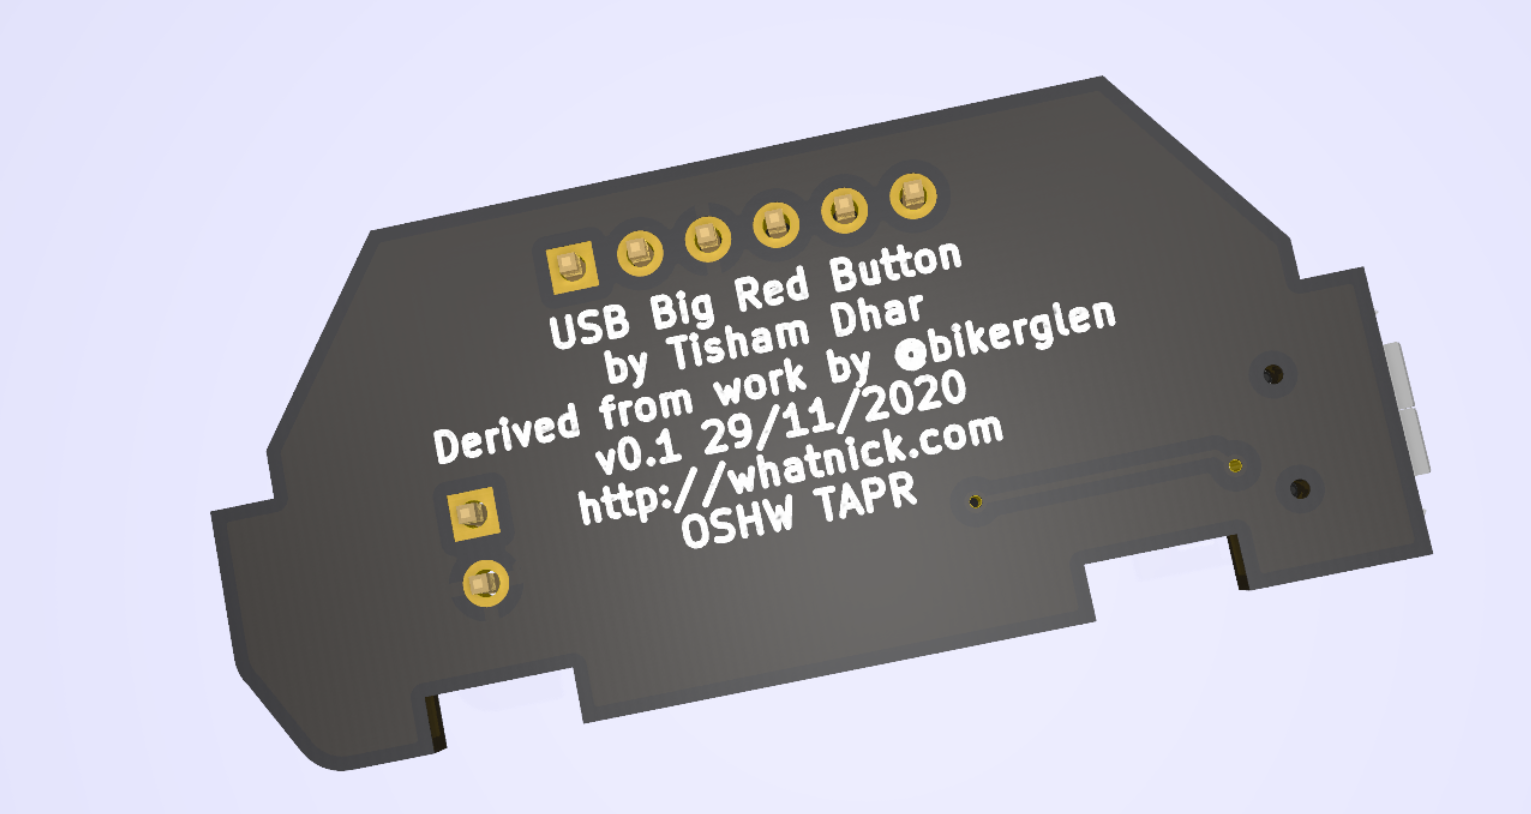 USB Big Red Button
by Tisham Dhar
Derived from work by @bikerglen
v0.1 29/11/2020
http://whatnick.com
OSHW TAPR